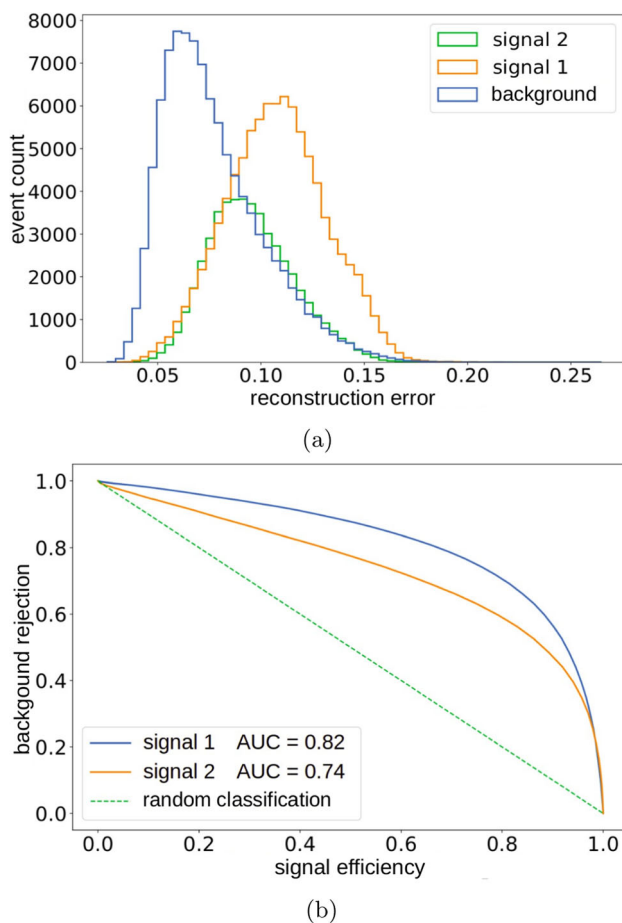 8000
7000
6000
5000
4000
3000
2000
1000
0
event count
signal 2
signal 1
background
0.05 0.10 0.15 0.20 0.25
reconstruction error
(a)
1.0
0.8
0.6
0.4
0.2
0.0
backgound rejection
signal 1 AUC = 0.82
signal 2 AUC = 0.74
random classification
0.0 0.2 0.4 0.6 0.8 1.0
signal efficiency
(b)